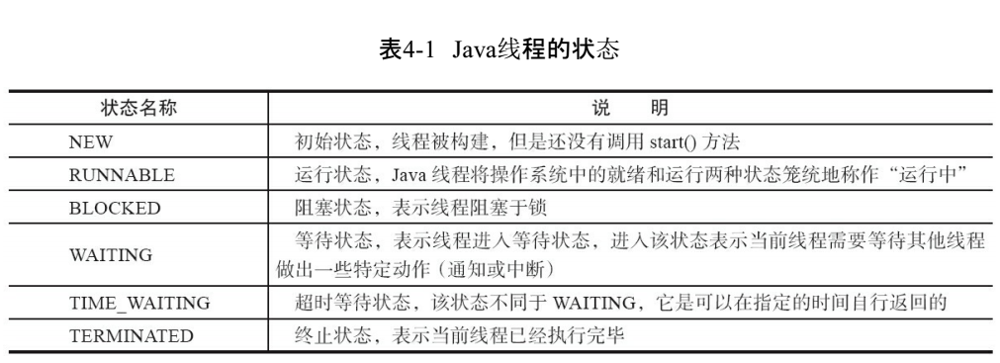 表4-1 Java线程的状态
状态名称 说 明
NEW 初始状态，线程被构建，但是还没有调用 start() 方法
RUNNABLE 运行状态，Java 线程将操作系统中的就绪和运行两种状态笼统地称作“运行中”
BLOCKED 阻塞状态，表示线程阻塞于锁
WAITING 等待状态，表示线程进入等待状态，进入该状态表示当前线程需要等待其他线程
做出一些特定动作（通知或中断）
TIME_WAITING 超时等待状态，该状态不同于 WAITING，它是可以在指定的时间自行返回的
TERMINATED 终止状态，表示当前线程已经执行完毕